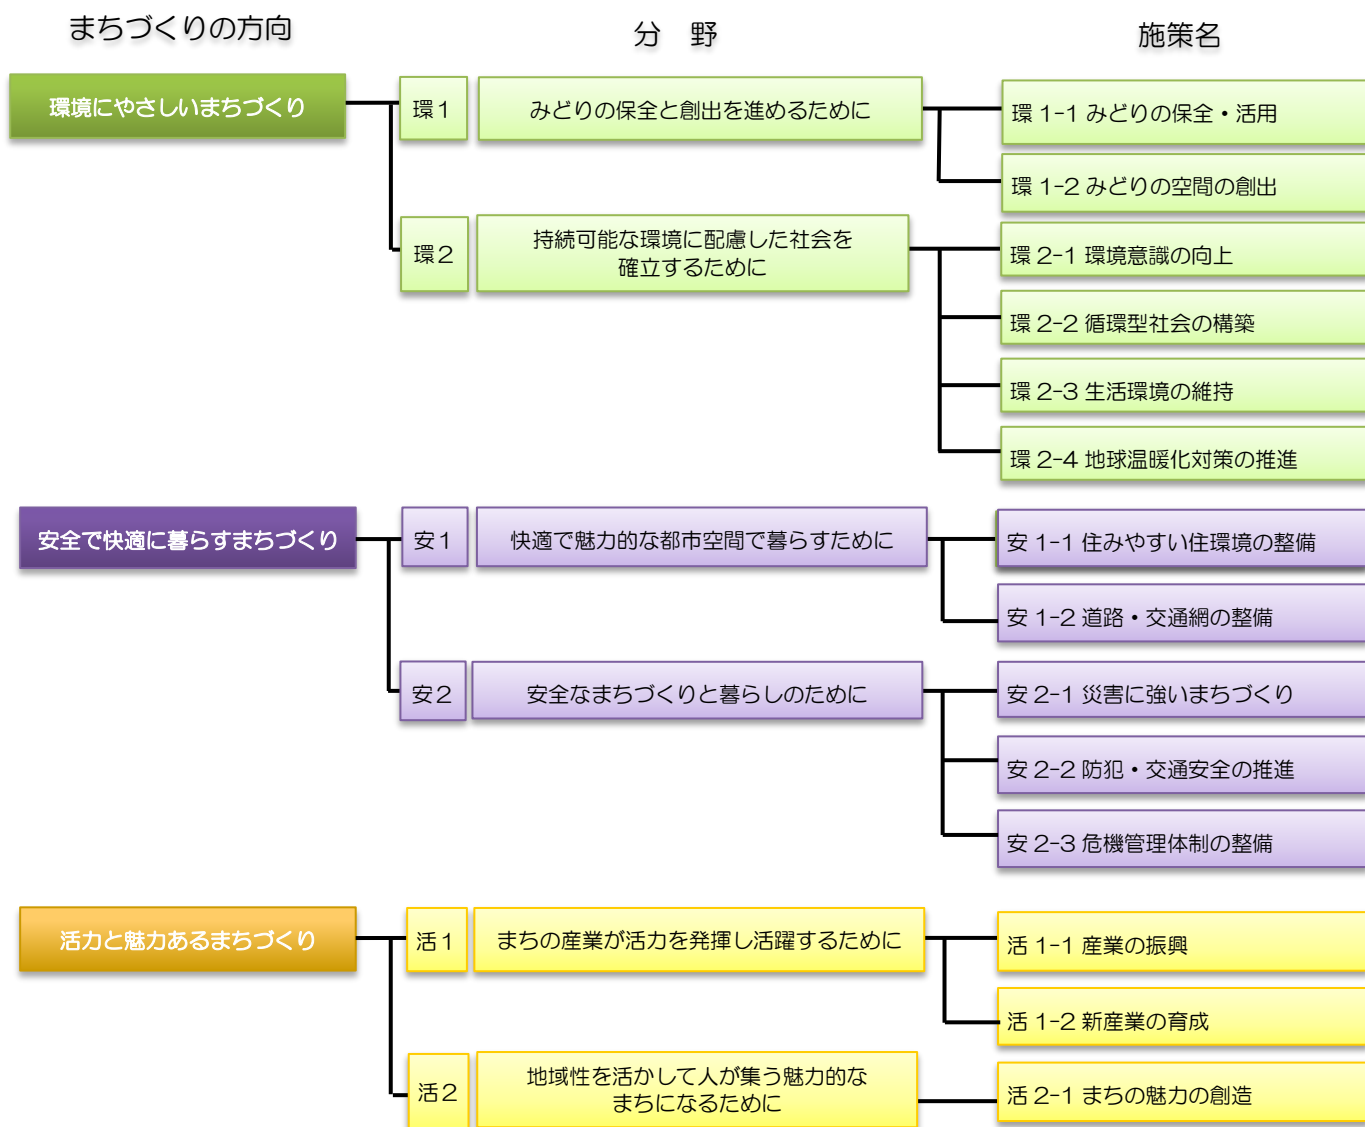 まちづくりの方向
分　野
施策名
環境にやさしいまちづくり
環1
みどりの保全と創出を進めるために
環 1-1 みどりの保全・活用
環 1-2 みどりの空間の創出
環2
持続可能な環境に配慮した社会を
確立するために
環 2-1 環境意識の向上
環 2-2 循環型社会の構築
環 2-3 生活環境の維持
環 2-4 地球温暖化対策の推進
安全で快適に暮らすまちづくり
安1
快適で魅力的な都市空間で暮らすために
安 1-1 住みやすい住環境の整備
安 1-2 道路・交通網の整備
安2
安全なまちづくりと暮らしのために
安 2-1 災害に強いまちづくり
安 2-2 防犯・交通安全の推進
安 2-3 危機管理体制の整備
活力と魅力あるまちづくり
活1
まちの産業が活力を発揮し活躍するために
活 1-1 産業の振興
活 1-2 新産業の育成
活2
地域性を活かして人が集う魅力的な
まちになるために
活 2-1 まちの魅力の創造